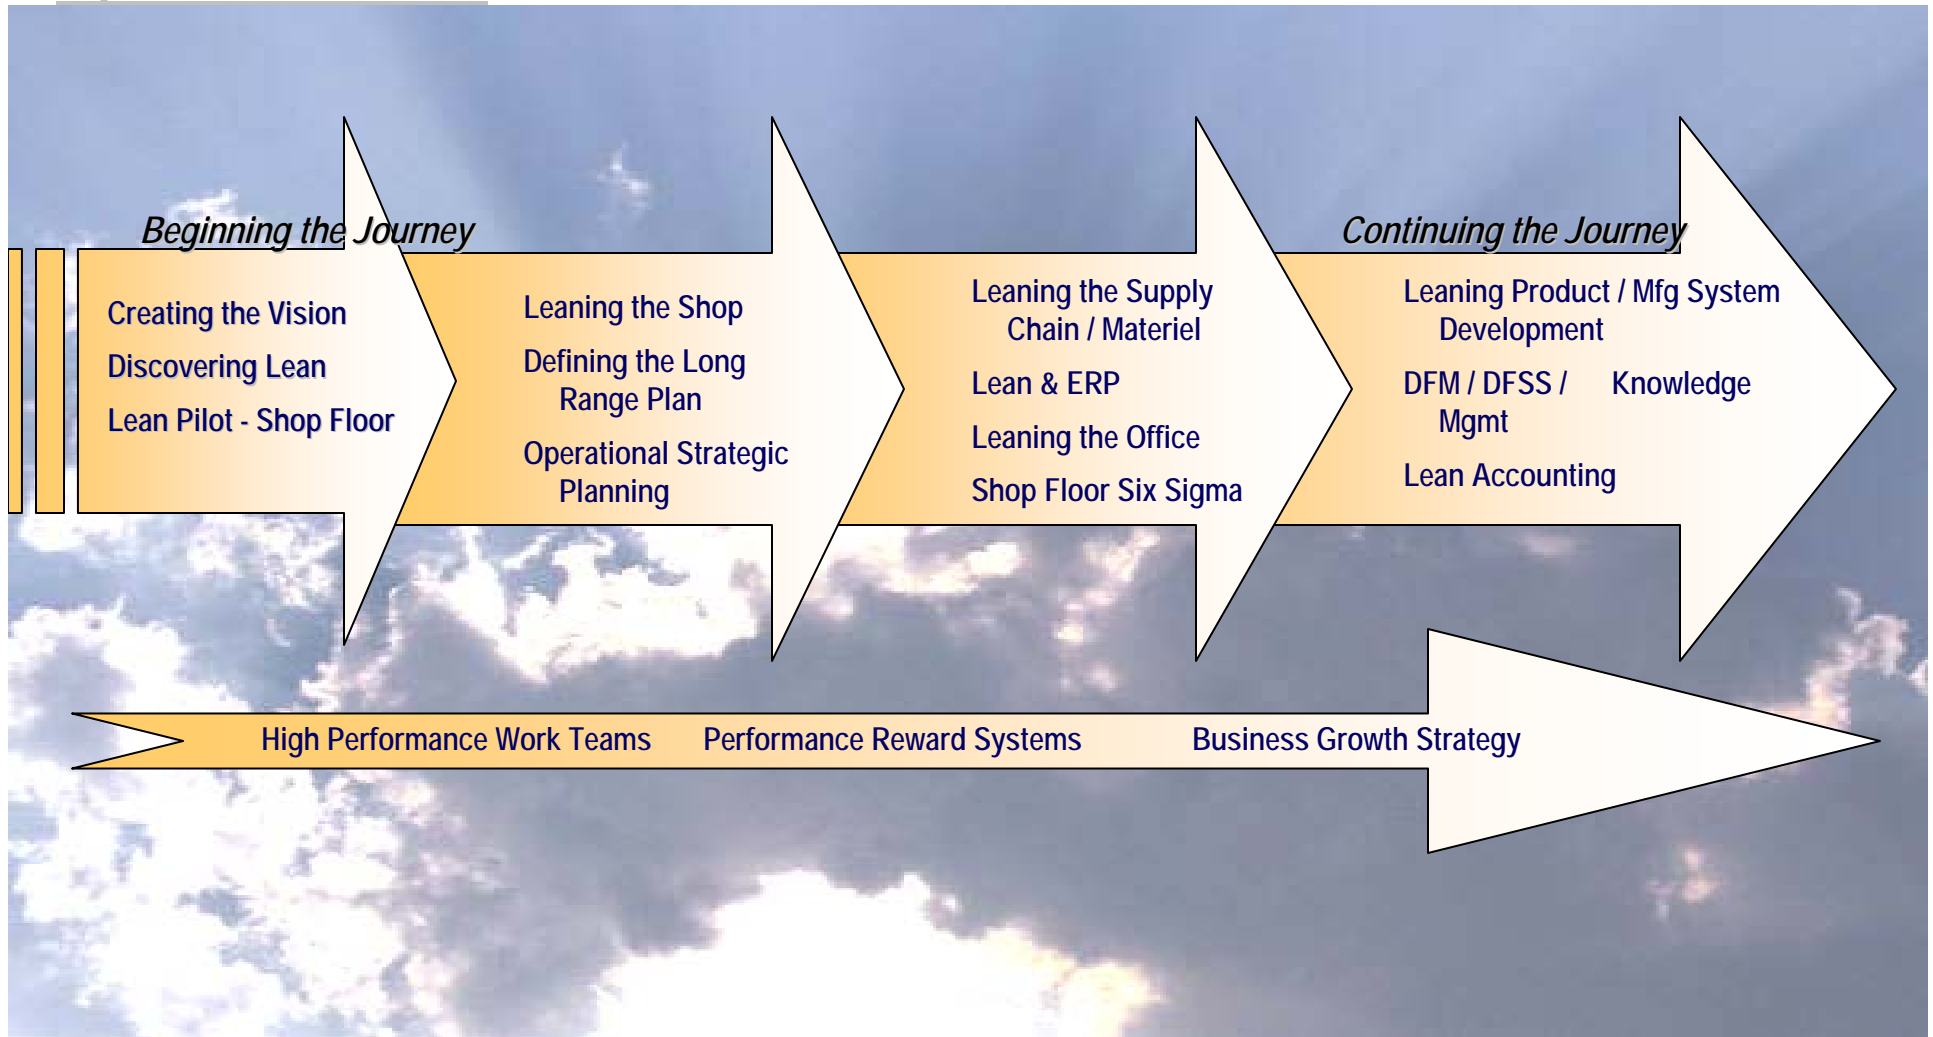 Beginning the Journey
Continuing the Journey
Creating the Vision
Discovering Lean
Lean Pilot - Shop Floor
Leaning the Shop
Defining the Long
Range Plan
Operational Strategic
Planning
Leaning the Supply
Chain / Materiel
Lean & ERP
Leaning the Office
Shop Floor Six Sigma
Leaning Product / Mfg System
Development
DFM / DFSS / Knowledge
Mgmt
Lean Accounting
High Performance Work Teams Performance Reward Systems Business Growth Strategy